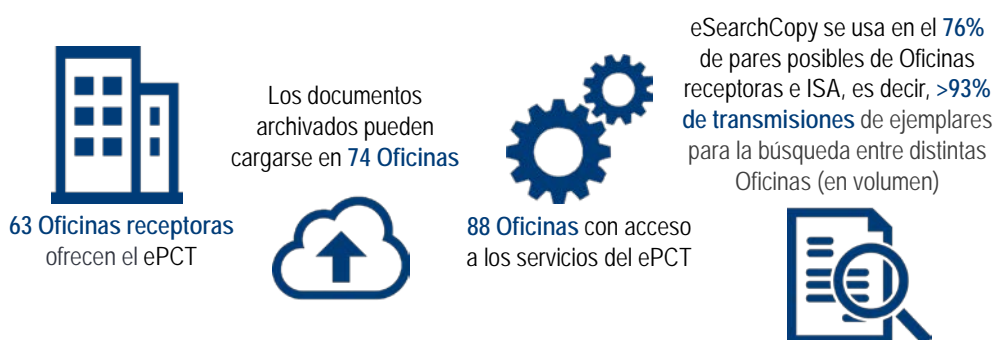 63 Oficinas receptoras
ofrecen el ePCT
Los documentos
archivados pueden
cargarse en 74 Oficinas
88 Oficinas con acceso
a los servicios del ePCT
eSearchCopy se usa en el 76%
de pares posibles de Oficinas
receptoras e ISA, es decir, >93%
de transmisiones de ejemplares
para la búsqueda entre distintas
Oficinas (en volumen)